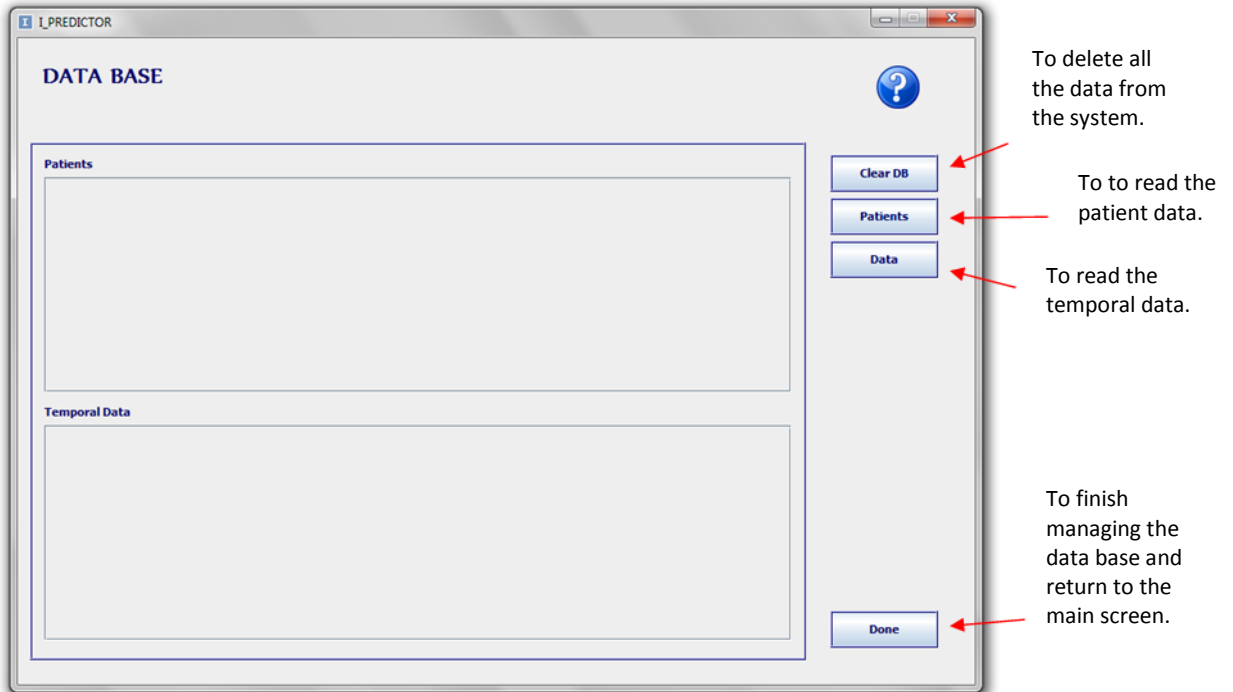 I_PREDICTOR
DATA BASE
Patients
Temporal Data
Clear DB
Patients
Data
Done
To delete all
the data from
the system.
To to read the
patient data.
To read the
temporal data.
To finish
managing the
data base and
return to the
main screen.